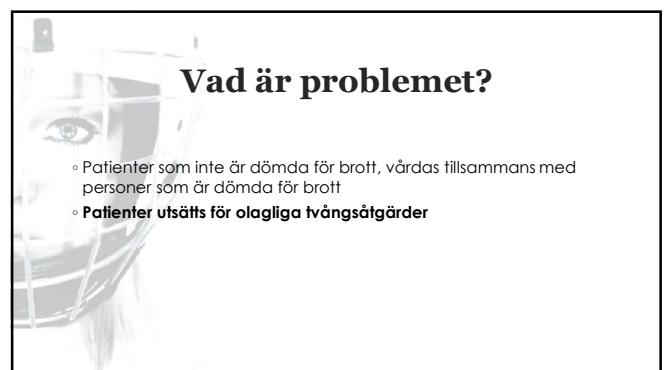 Vad är problemet?
◦ Patienter som inte är dömda för brott, vårdas tillsammans med
personer som är dömda för brott
◦ Patienter utsätts för olagliga tvångsåtgärder